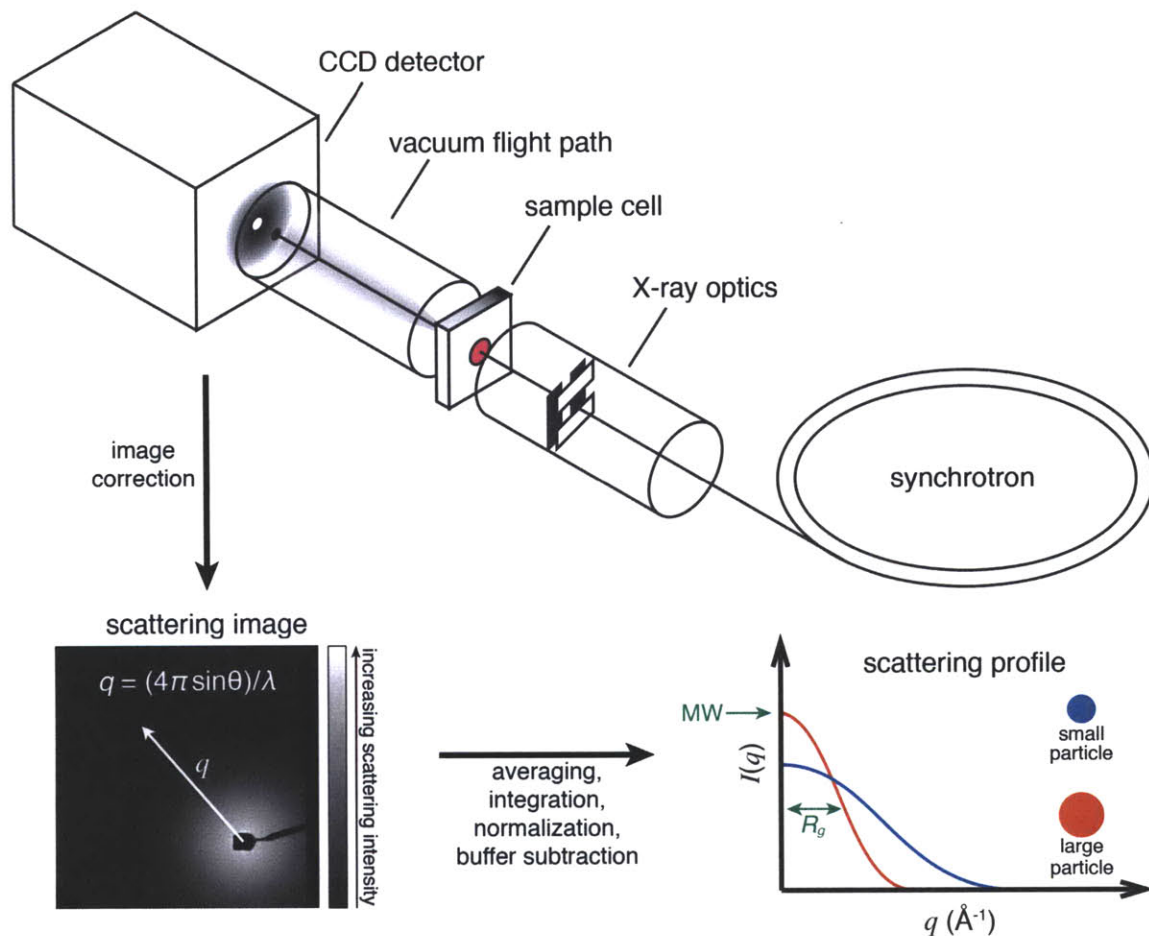 CCD detector
vacuum flight path
sample cell
X-ray optics
synchrotron
image
correction
scattering image
q = (4π sinθ)/λ
q
increasing scattering intensity
averaging,
integration,
normalization,
buffer subtraction
scattering profile
MW
I(q)
R_g
small
particle
large
particle
q (Å⁻¹)